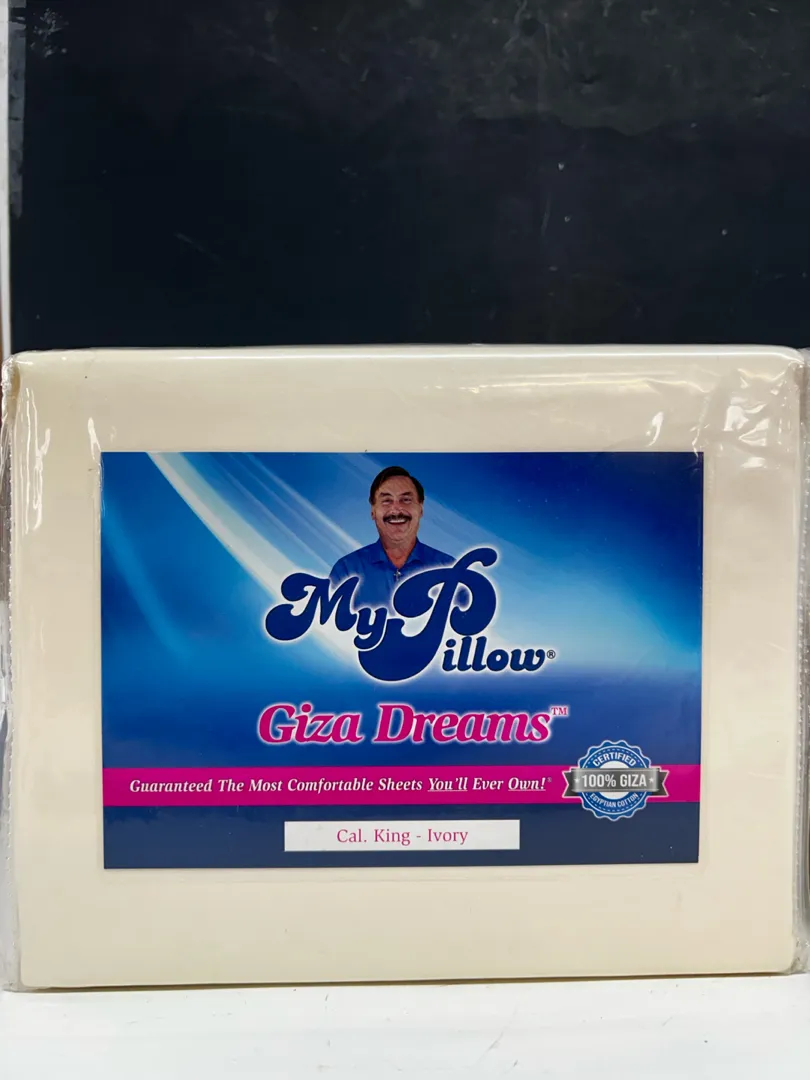 MyPillow®
Giza Dreams™
Guaranteed The Most Comfortable Sheets You'll Ever Own!®
CERTIFIED
100% GIZA
EGYPTIAN COTTON
Cal. King - Ivory